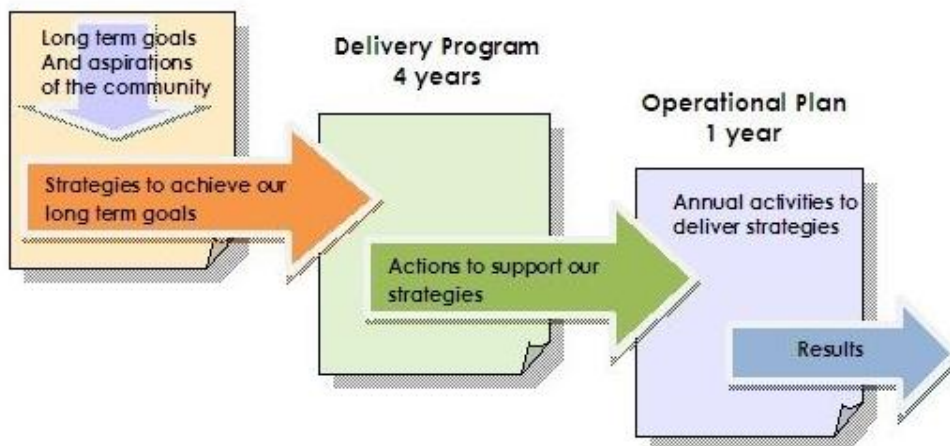 Long term goals
And aspirations
of the community
Strategies to achieve our
long term goals
Delivery Program
4 years
Actions to support our
strategies
Operational Plan
1 year
Annual activities to
deliver strategies
Results